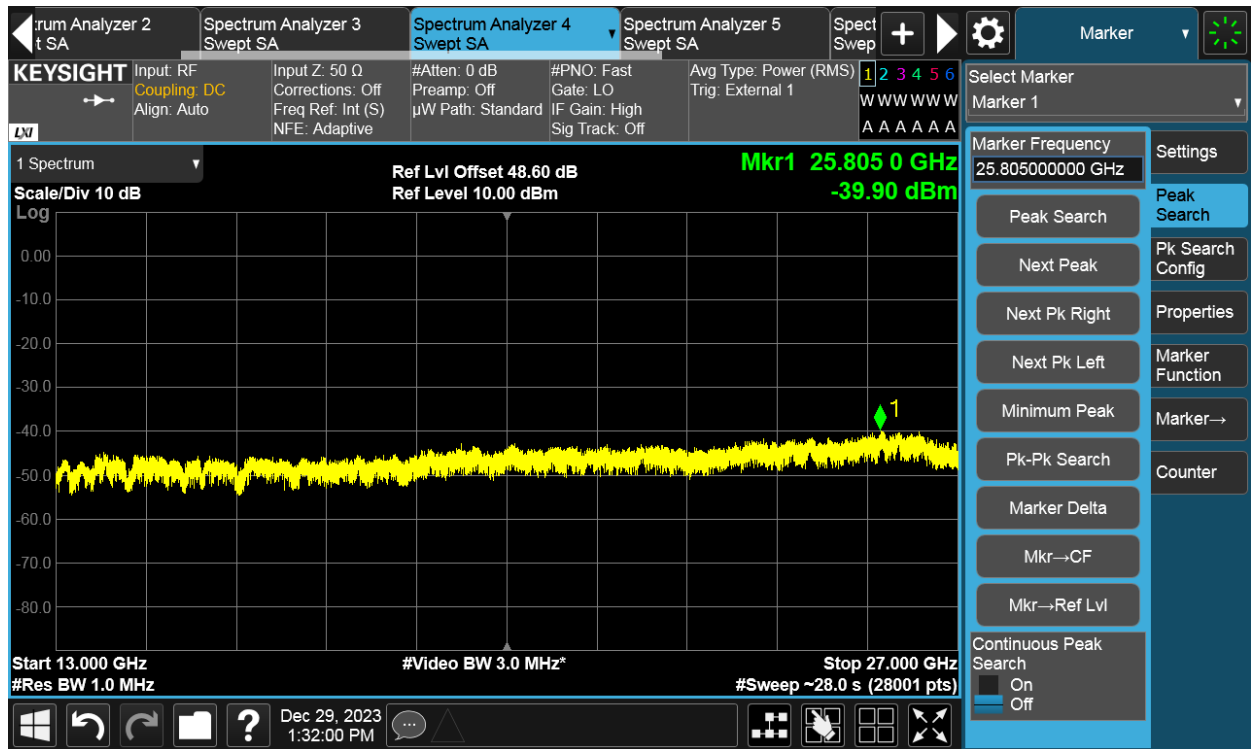 trum Analyzer 2
t SA
Spectrum Analyzer 3
Swept SA
Spectrum Analyzer 4
Swept SA
Spectrum Analyzer 5
Swept SA
Spect
Swep
+
Marker
KEYSIGHT
LXI
Input: RF
Coupling: DC
Align: Auto
Input Z: 50 Ω
Corrections: Off
Freq Ref: Int (S)
NFE: Adaptive
#Atten: 0 dB
Preamp: Off
µW Path: Standard
#PNO: Fast
Gate: LO
IF Gain: High
Sig Track: Off
Avg Type: Power (RMS)
Trig: External 1
1 2 3 4 5 6
W W W W W W
A A A A A A
Select Marker
Marker 1
1 Spectrum
Scale/Div 10 dB
Log
Ref Lvl Offset 48.60 dB
Ref Level 10.00 dBm
Mkr1 25.805 0 GHz
-39.90 dBm
0.00
-10.0
-20.0
-30.0
-40.0
-50.0
-60.0
-70.0
-80.0
1
Start 13.000 GHz
#Res BW 1.0 MHz
#Video BW 3.0 MHz*
Stop 27.000 GHz
#Sweep ~28.0 s (28001 pts)
Marker Frequency
25.805000000 GHz
Peak Search
Next Peak
Next Pk Right
Next Pk Left
Minimum Peak
Pk-Pk Search
Marker Delta
Mkr→CF
Mkr→Ref Lvl
Continuous Peak
Search
On
Off
Settings
Peak
Search
Pk Search
Config
Properties
Marker
Function
Marker→
Counter
?
Dec 29, 2023
1:32:00 PM